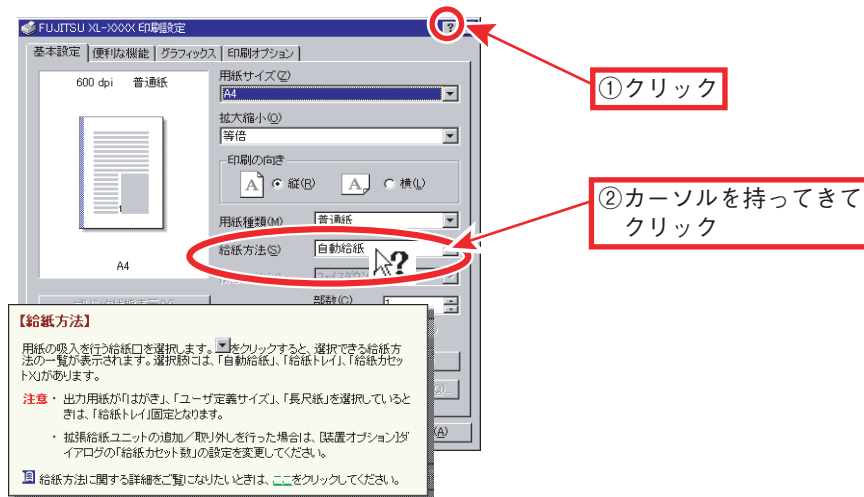 FUJITSU XL-XXXX 印刷設定
?
基本設定
便利な機能
グラフィックス
印刷オプション
600 dpi 普通紙
A4
用紙サイズ(Z)
A4
拡大縮小(O)
等倍
印刷の向き
A 縦(R) A 横(L)
用紙種類(M) 普通紙
給紙方法(S) 自動給紙
部数(C) 1
(A)
①クリック
②カーソルを持ってきて
クリック
【給紙方法】
用紙の吸入を行う給紙口を選択します。▼をクリックすると、選択できる給紙方
法の一覧が表示されます。選択肢には、「自動給紙」、「給紙トレイ」、「給紙カセッ
トX」があります。
注意・ 出力用紙が「はがき」、「ユーザ定義サイズ」、「長尺紙」を選択していると
きは、「給紙トレイ」固定となります。
・ 拡張給紙ユニットの追加／取り外しを行った場合は、[装置オプション]ダ
イアログの「給紙カセット数」の設定を変更してください。
給紙方法に関する詳細をご覧になりたいときは、ここをクリックしてください。